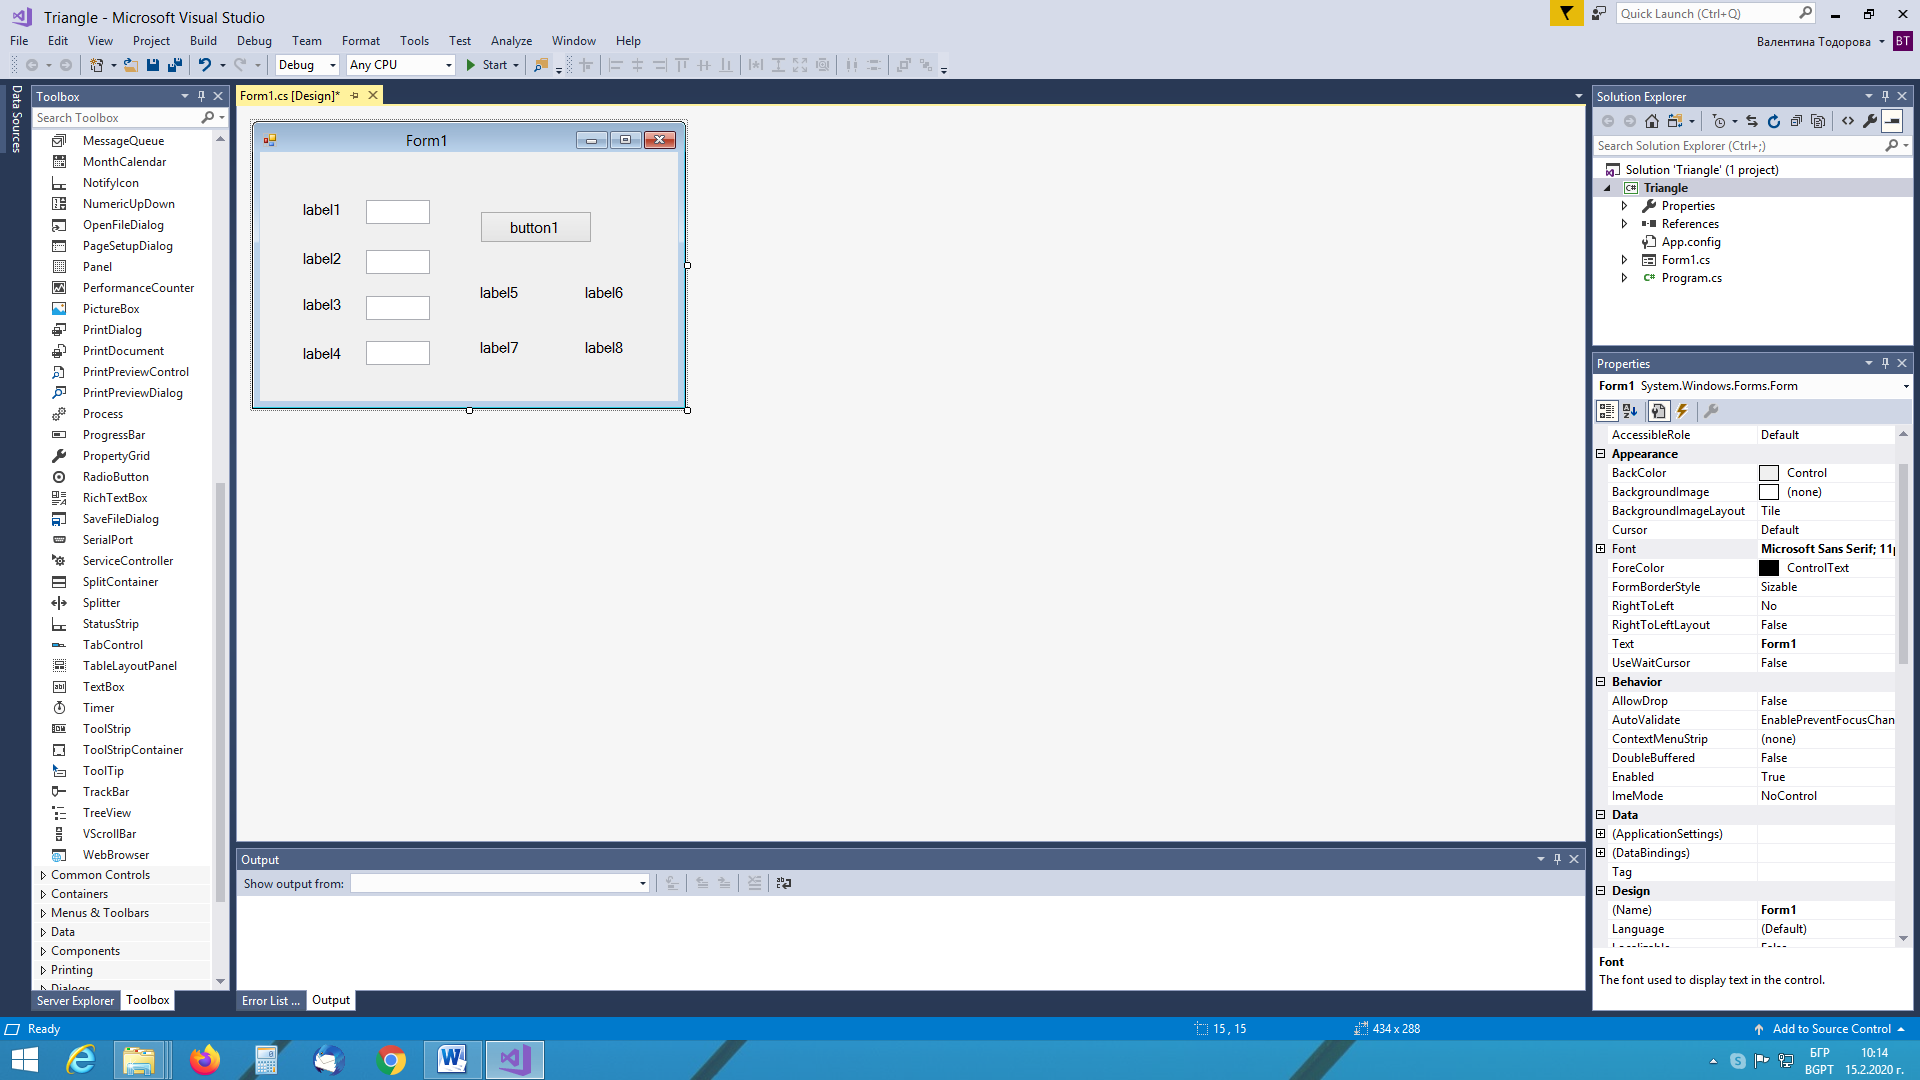 Triangle - Microsoft Visual Studio
Quick Launch (Ctrl+Q)
File Edit View Project Build Debug Team Format Tools Test Analyze Window Help
Валентина Тодорова
ВТ
Debug
Any CPU
Start
Data Sources
Toolbox
Search Toolbox
MessageQueue
MonthCalendar
NotifyIcon
NumericUpDown
OpenFileDialog
PageSetupDialog
Panel
PerformanceCounter
PictureBox
PrintDialog
PrintDocument
PrintPreviewControl
PrintPreviewDialog
Process
ProgressBar
PropertyGrid
RadioButton
RichTextBox
SaveFileDialog
SerialPort
ServiceController
SplitContainer
Splitter
StatusStrip
TabControl
TableLayoutPanel
TextBox
Timer
ToolStrip
ToolStripContainer
ToolTip
TrackBar
TreeView
VScrollBar
WebBrowser
Common Controls
Containers
Menus & Toolbars
Data
Components
Printing
Dialogs
Server Explorer
Toolbox
Form1.cs [Design]*
Form1
label1
button1
label2
label5 label6
label3
label7 label8
label4
Output
Show output from:
Error List ...
Output
Solution Explorer
Search Solution Explorer (Ctrl+;)
Solution 'Triangle' (1 project)
Triangle
Properties
References
App.config
Form1.cs
Program.cs
Properties
Form1 System.Windows.Forms.Form
AccessibleRole Default
Appearance
BackColor Control
BackgroundImage (none)
BackgroundImageLayout Tile
Cursor Default
Font Microsoft Sans Serif; 11
ForeColor ControlText
FormBorderStyle Sizable
RightToLeft No
RightToLeftLayout False
Text Form1
UseWaitCursor False
Behavior
AllowDrop False
AutoValidate EnablePreventFocusChan
ContextMenuStrip (none)
DoubleBuffered False
Enabled True
ImeMode NoControl
Data
(ApplicationSettings)
(DataBindings)
Tag
Design
(Name) Form1
Language (Default)
Font
The font used to display text in the control.
Ready
15 , 15
434 x 288
Add to Source Control
БГР
BGPT
10:14
15.2.2020 г.